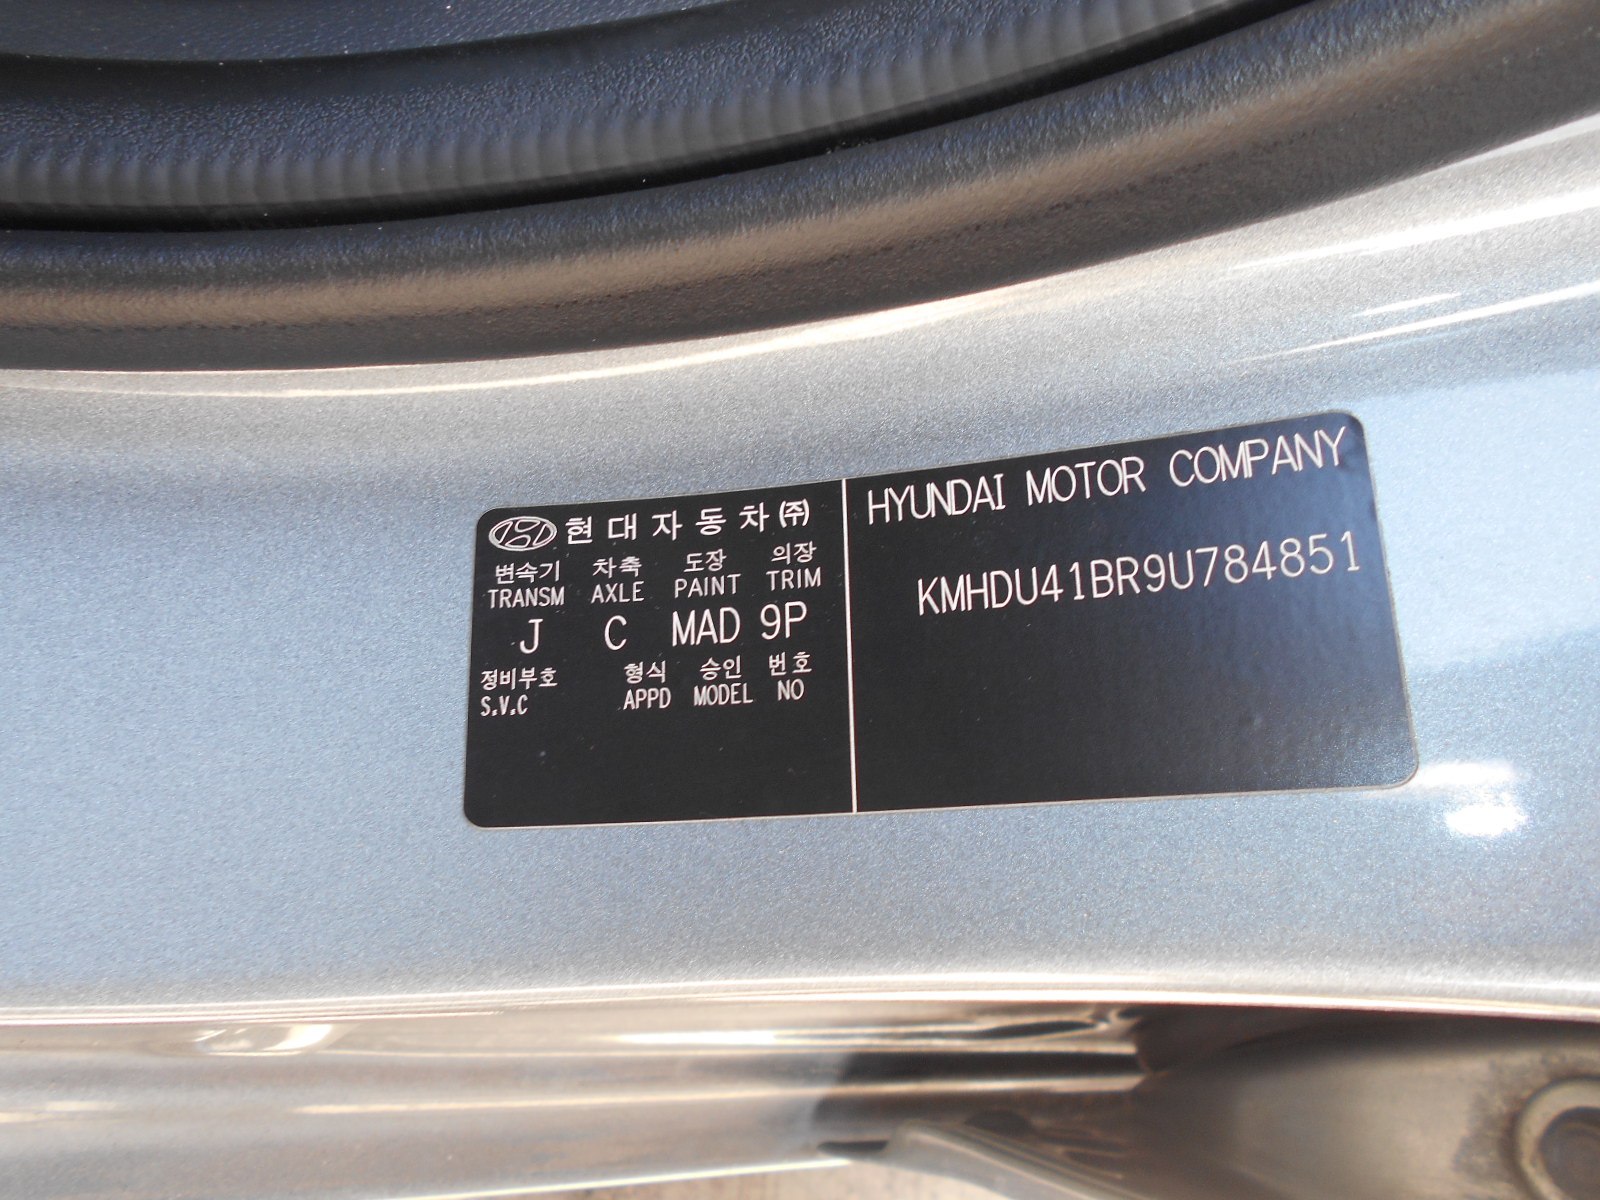 현대자동차㈜
변속기 차축 도장 의장
TRANSM AXLE PAINT TRIM
J C MAD 9P
정비부호 형식 승인 번호
S.V.C APPD MODEL NO
HYUNDAI MOTOR COMPANY
KMHDU41BR9U784851